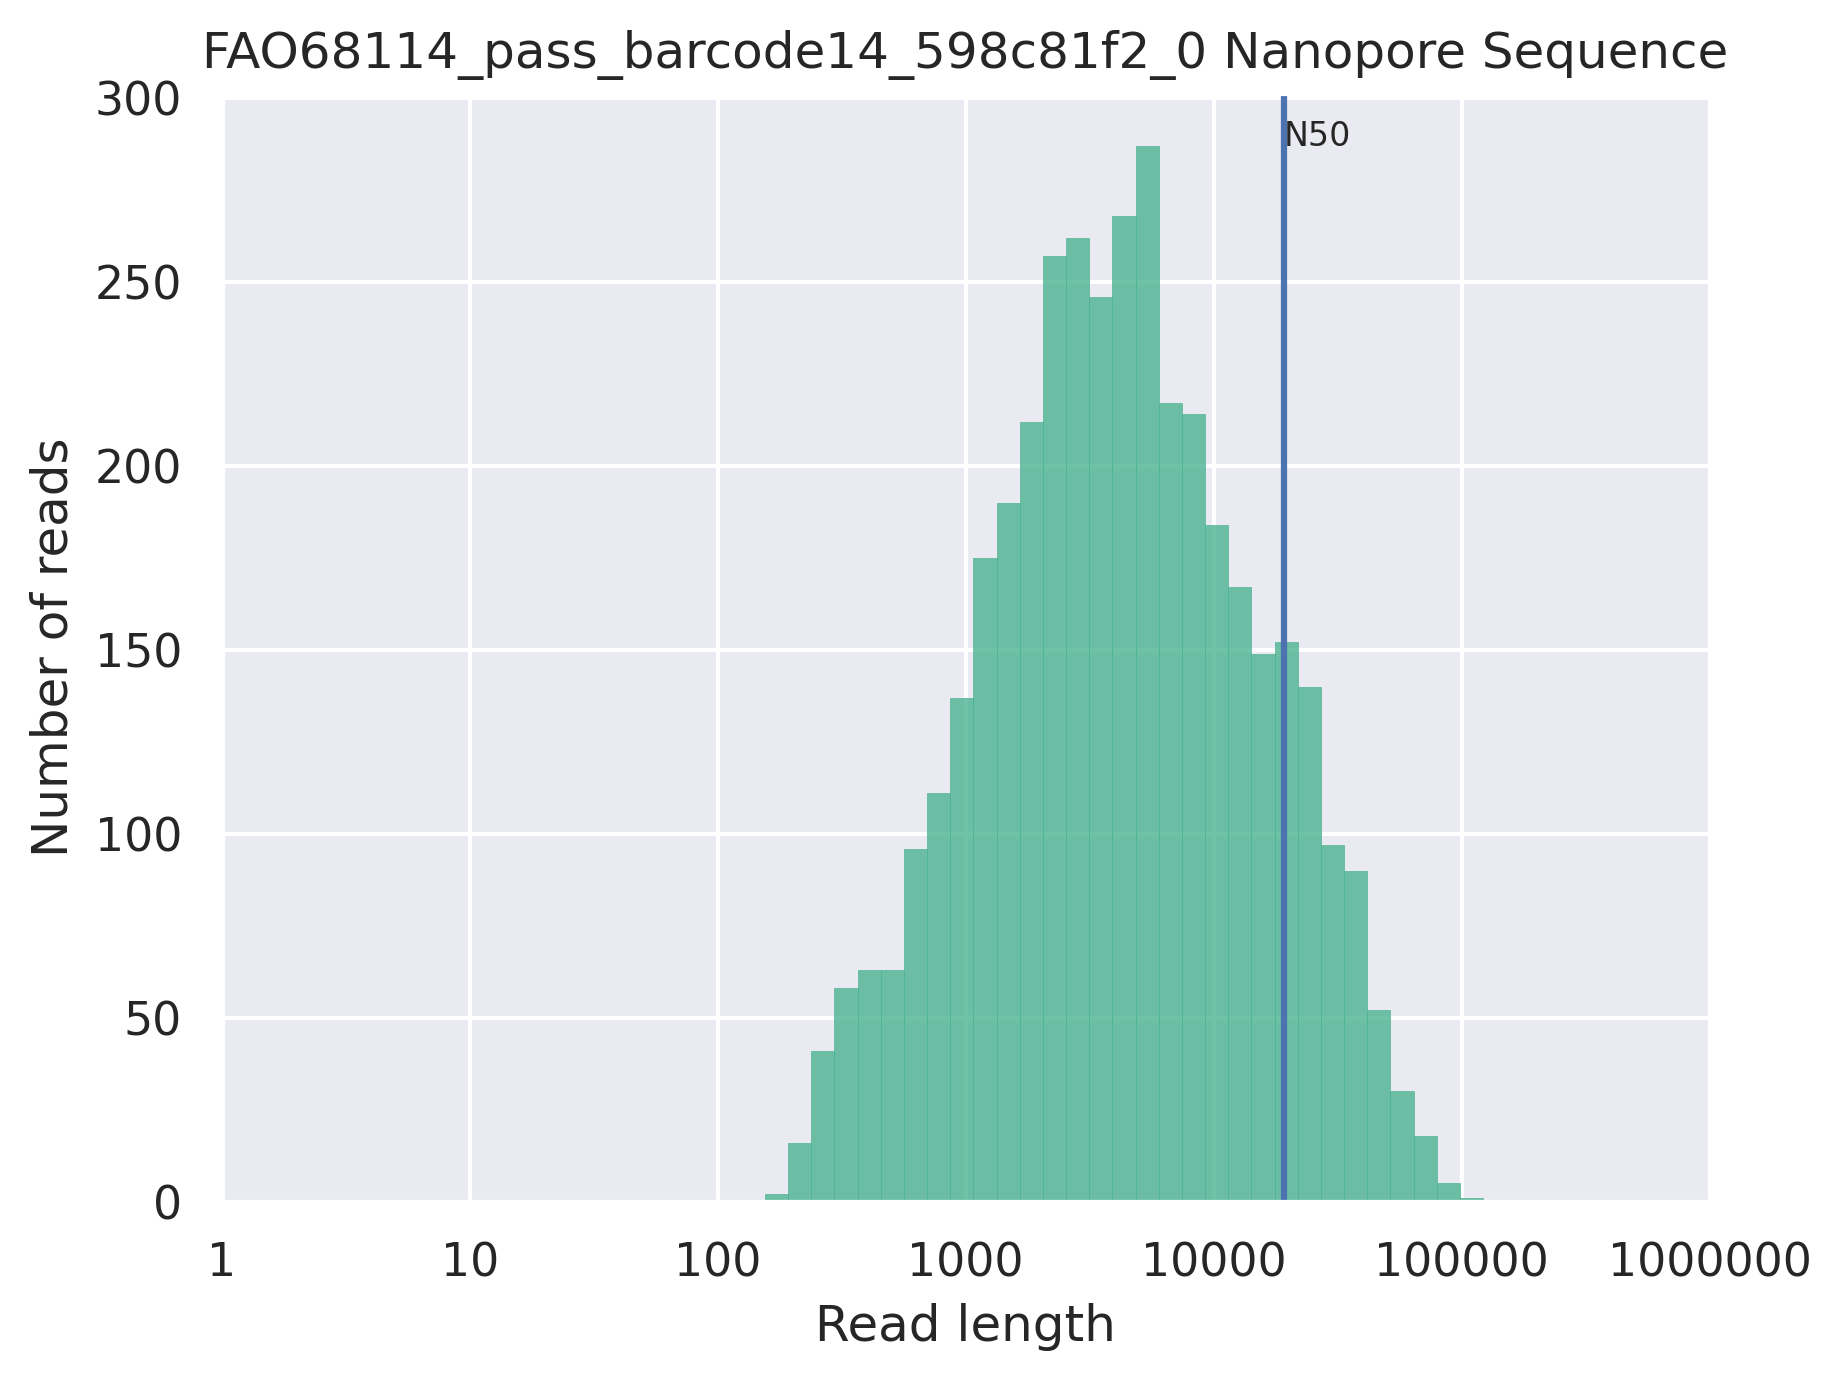 FAO68114_pass_barcode14_598c81f2_0 Nanopore Sequence
300
N50
250
200
150
100
50
0
Number of reads
1 10 100 1000 10000 100000 1000000
Read length